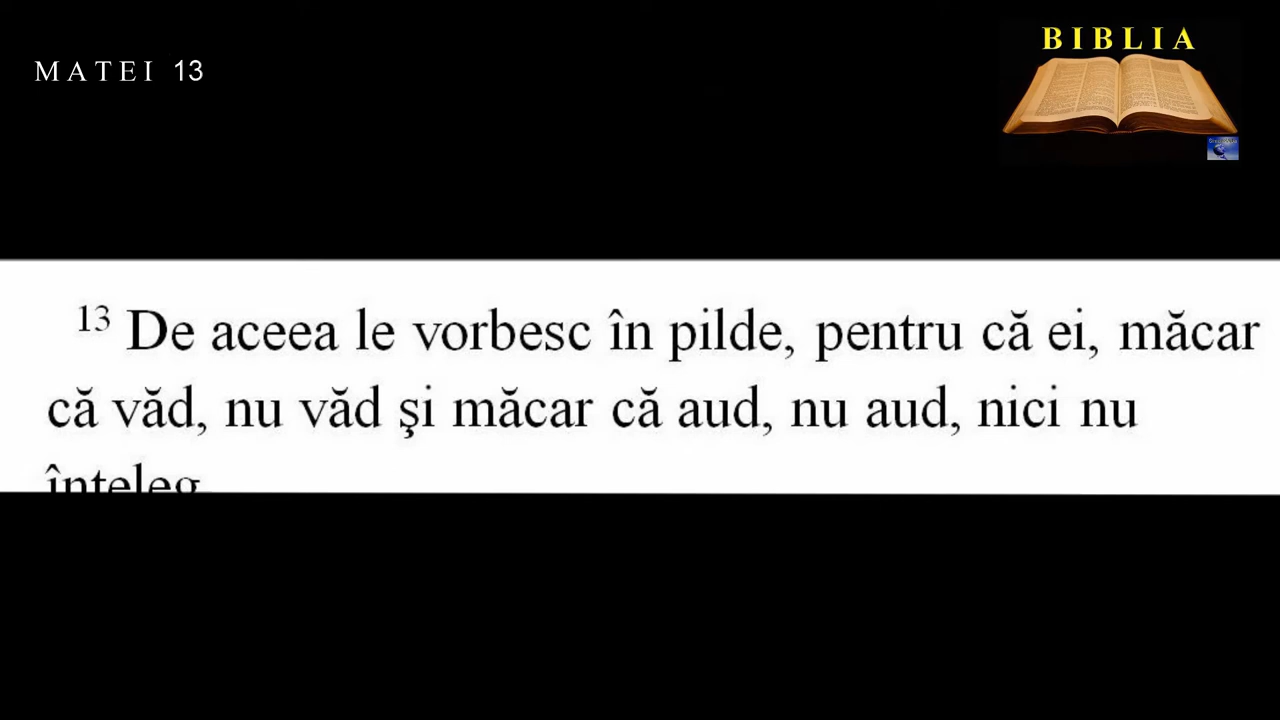 MATEI 13
BIBLIA
13 De aceea le vorbesc în pilde, pentru că ei, măcar
că văd, nu văd şi măcar că aud, nu aud, nici nu
înţeleg